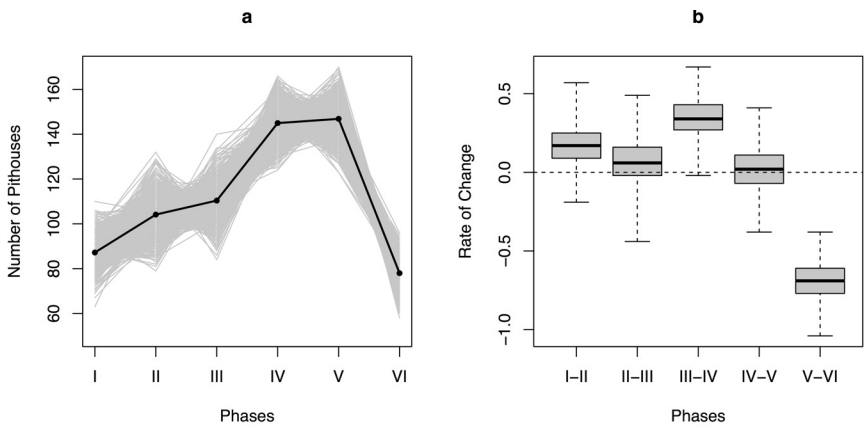 a
Number of Pithouses
160
140
120
100
80
60
I II III IV V VI
Phases
b
Rate of Change
0.5
0.0
−0.5
−1.0
I−II II−III III−IV IV−V V−VI
Phases